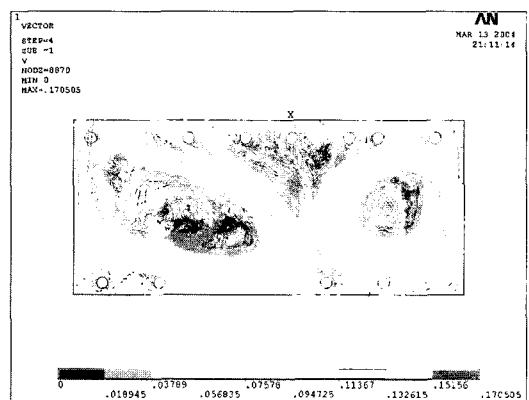 1
VECTOR
STEP=4
SUB =1
V
NODE=8870
MIN 0
MAX=.170505
AN
MAR 13 2004
21:11:14
X
0 .03789 .07578 .11367 .15156
.018945 .056835 .094725 .132615 .170505